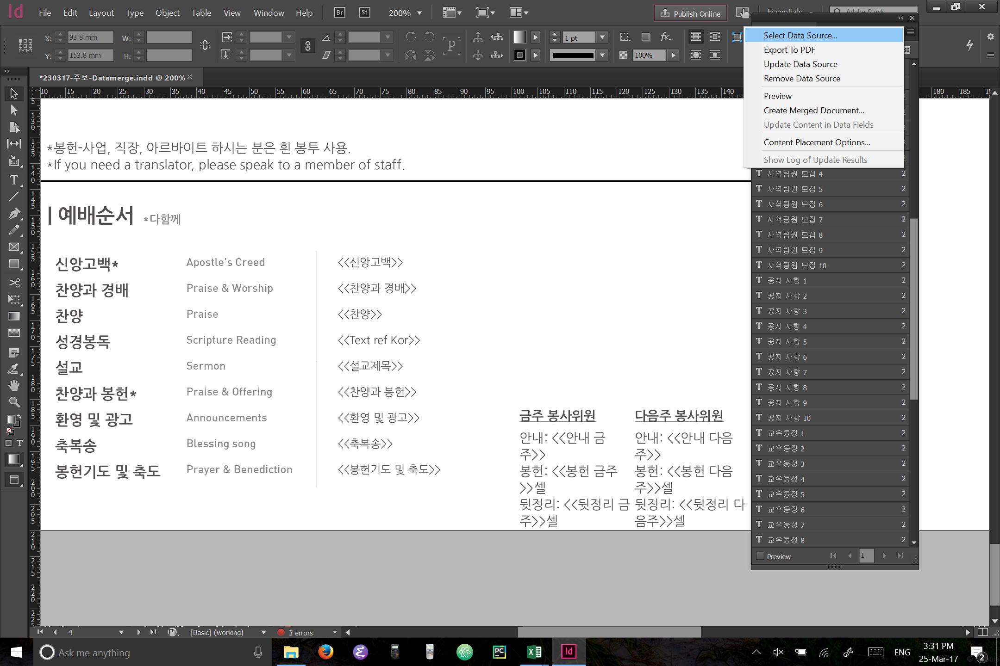 Id File Edit Layout Type Object Table View Window Help Br St 200% Publish Online Essentials Adobe Stock
X: 93.8 mm W: 1 pt
Y: 153.8 mm H: P 100%
*230317-주보-Datamerge.indd @ 200%
10 15 20 25 30 35 40 45 50 55 60 65 70 75 80 85 90 95 100 105 110 115 120 125 130 135 140 180 185
Select Data Source...
Export To PDF
Update Data Source
Remove Data Source
Preview
Create Merged Document...
Update Content in Data Fields
Content Placement Options...
Show Log of Update Results
5
130
135
140
145
150
155
160
165
170
175
180
185
190
195
200
205
210
215
220
225
*봉헌-사업, 직장, 아르바이트 하시는 분은 흰 봉투 사용.
*If you need a translator, please speak to a member of staff.
| 예배순서 *다함께
신앙고백* Apostle's Creed <<신앙고백>>
찬양과 경배 Praise & Worship <<찬양과 경배>>
찬양 Praise <<찬양>>
성경봉독 Scripture Reading <<Text ref Kor>>
설교 Sermon <<설교제목>>
찬양과 봉헌* Praise & Offering <<찬양과 봉헌>>
환영 및 광고 Announcements <<환영 및 광고>>
축복송 Blessing song <<축복송>>
봉헌기도 및 축도 Prayer & Benediction <<봉헌기도 및 축도>>
금주 봉사위원
안내: <<안내 금
주>>
봉헌: <<봉헌 금주
>>셀
뒷정리: <<뒷정리 금
주>>셀
다음주 봉사위원
안내: <<안내 다음
주>>
봉헌: <<봉헌 다음
주>>셀
뒷정리: <<뒷정리 다
음주>>셀
T 사역팀원 모집 4 2
T 사역팀원 모집 5 2
T 사역팀원 모집 6 2
T 사역팀원 모집 7 2
T 사역팀원 모집 8 2
T 사역팀원 모집 9 2
T 사역팀원 모집 10 2
T 공지 사항 1 2
T 공지 사항 2 2
T 공지 사항 3 2
T 공지 사항 4 2
T 공지 사항 5 2
T 공지 사항 6 2
T 공지 사항 7 2
T 공지 사항 8 2
T 공지 사항 9 2
T 공지 사항 10 2
T 교우동정 1 2
T 교우동정 2 2
T 교우동정 3 2
T 교우동정 4 2
T 교우동정 5 2
T 교우동정 6 2
T 교우동정 7 2
T 교우동정 8 2
Preview 1
4 [Basic] (working) 3 errors
Ask me anything PC Id ENG 3:31 PM
25-Mar-17 2